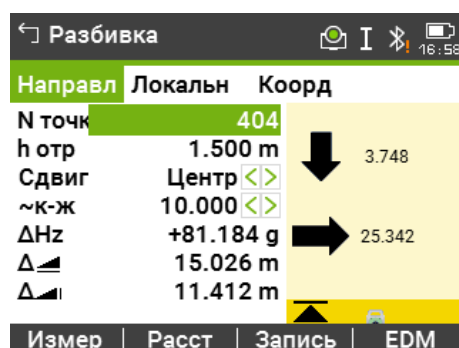 Разбивка
I
16:58
Направл Локальн Коорд
N точк 404
h отр 1.500 m
Сдвиг Центр <>
~к-ж 10.000 <>
ΔHz +81.184 g
Δ 15.026 m
Δ 11.412 m
3.748
25.342
Измер | Расст | Запись | EDM